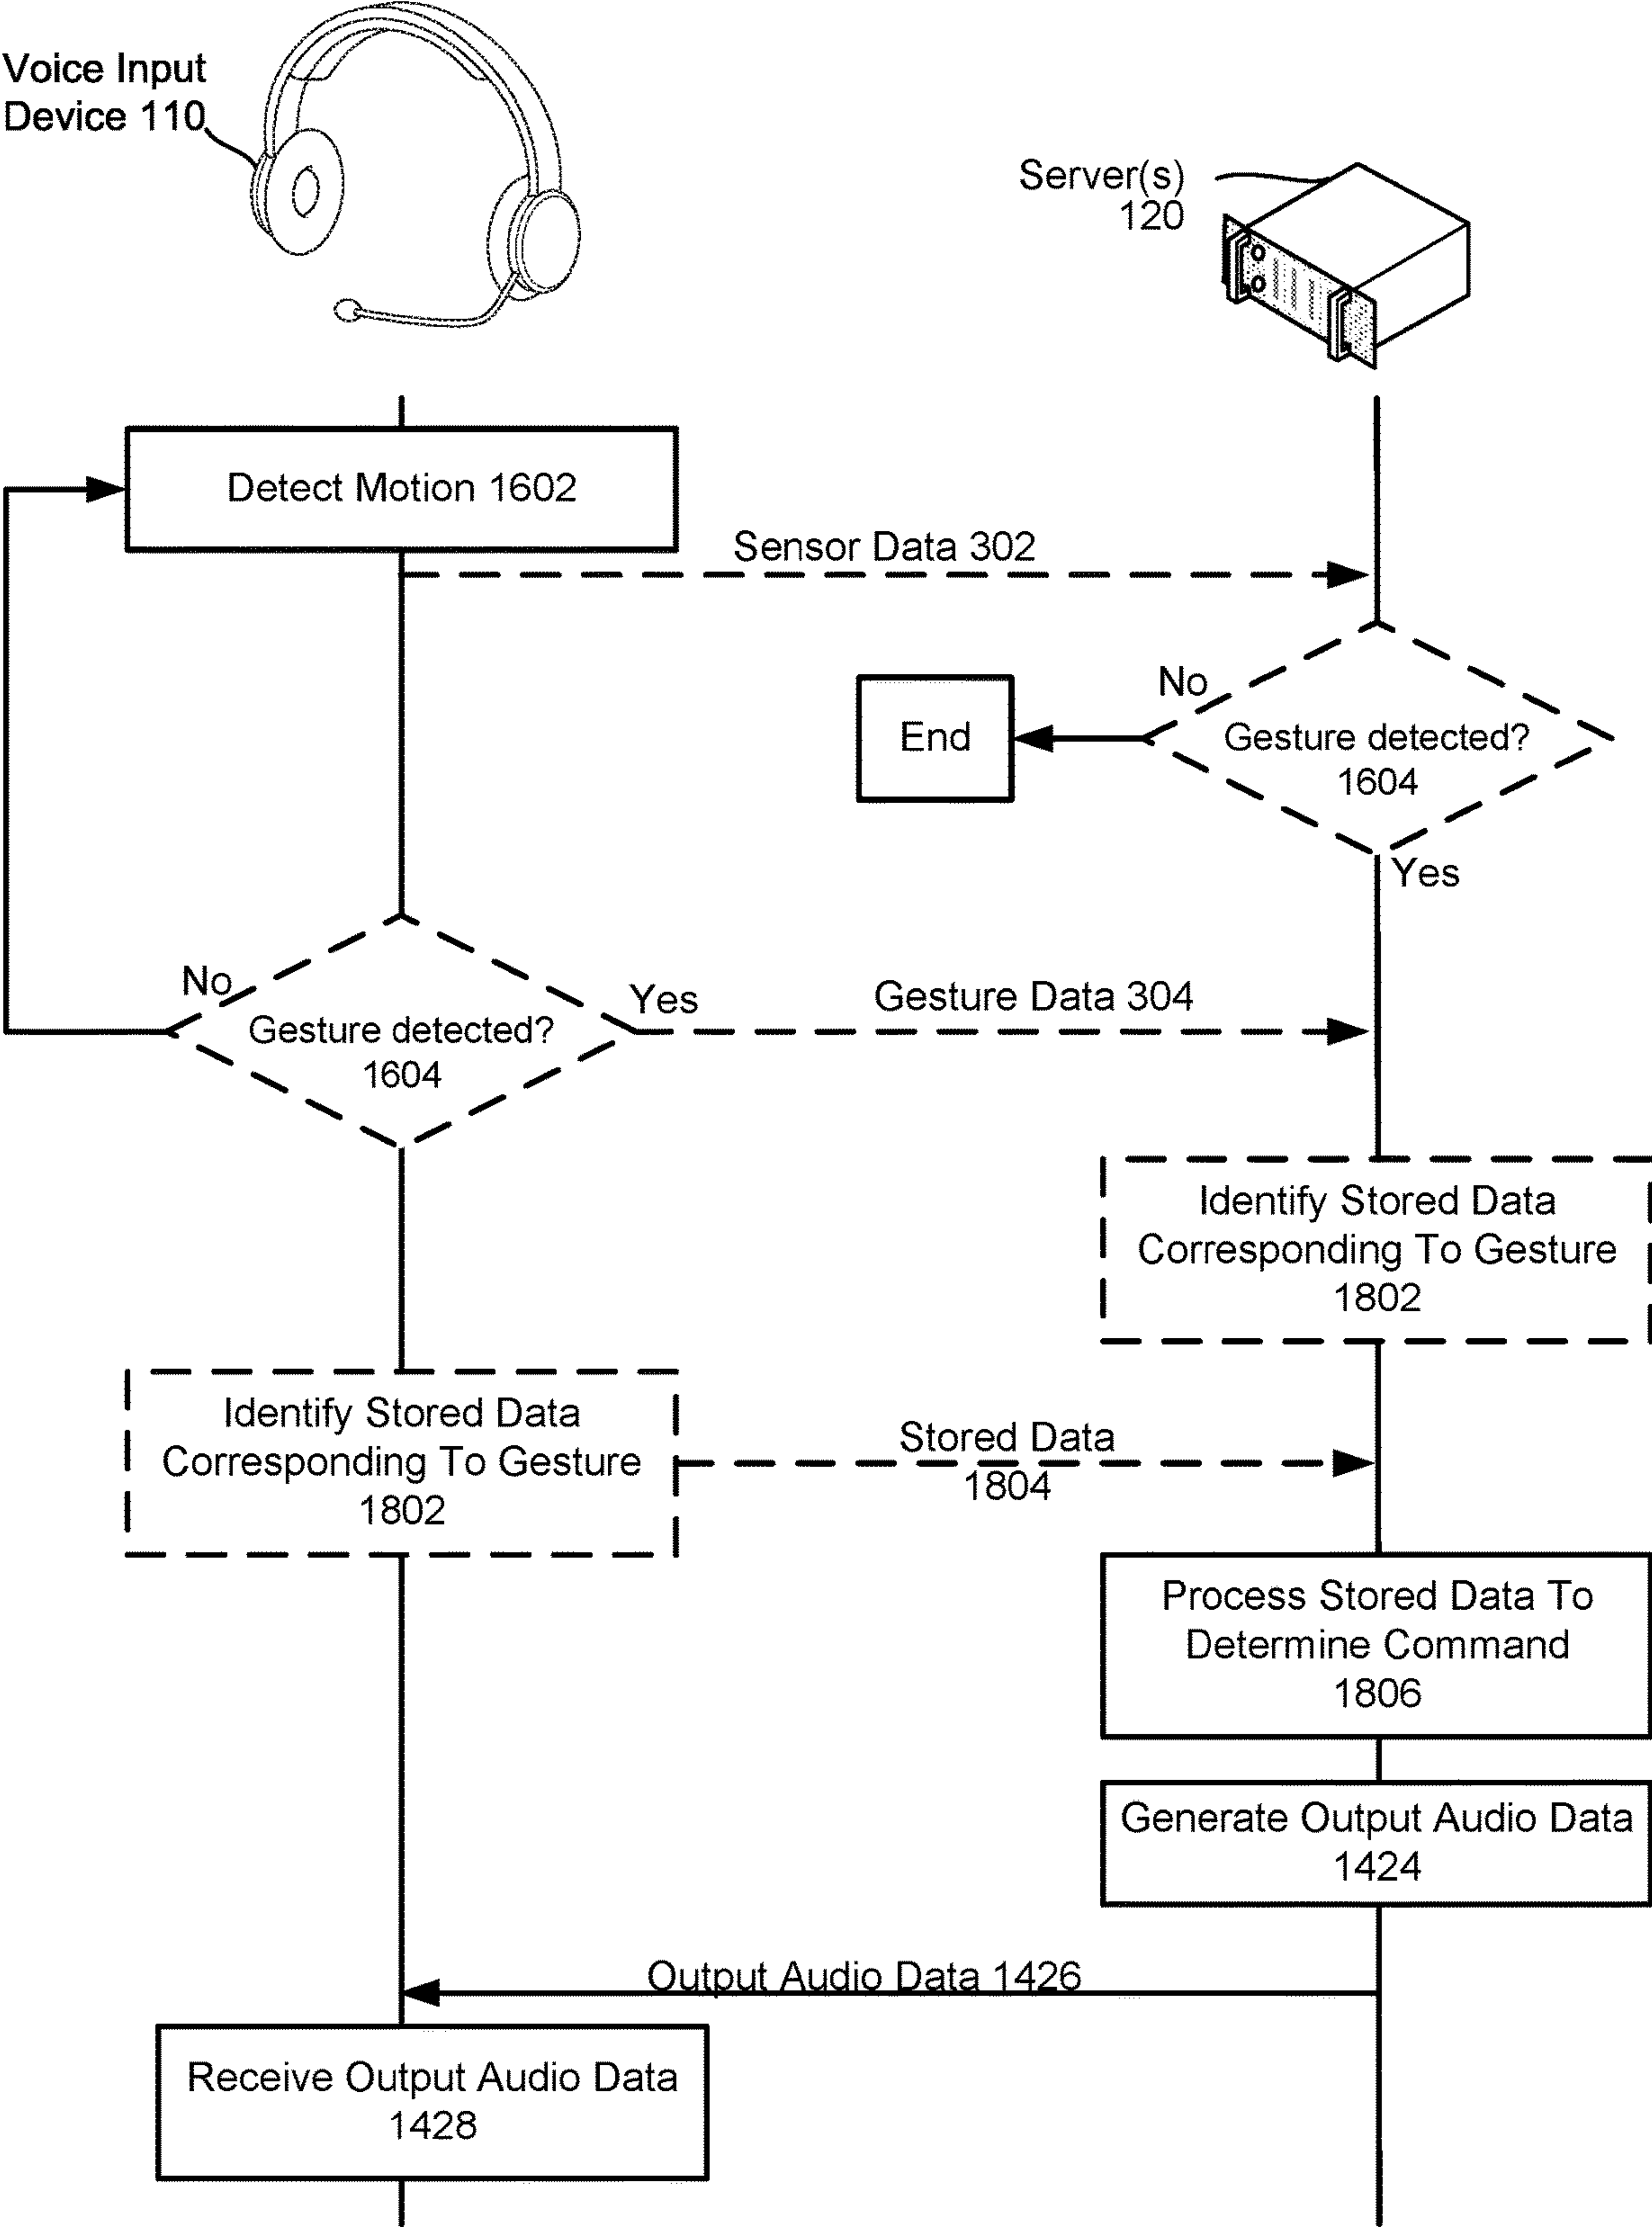 Voice Input
Device 110
Server(s)
120
Detect Motion 1602
Sensor Data 302
No
End
Gesture detected?
1604
Yes
No
Yes
Gesture Data 304
Gesture detected?
1604
Identify Stored Data
Corresponding To Gesture
1802
Identify Stored Data
Corresponding To Gesture
1802
Stored Data
1804
Process Stored Data To
Determine Command
1806
Generate Output Audio Data
1424
Output Audio Data 1426
Receive Output Audio Data
1428